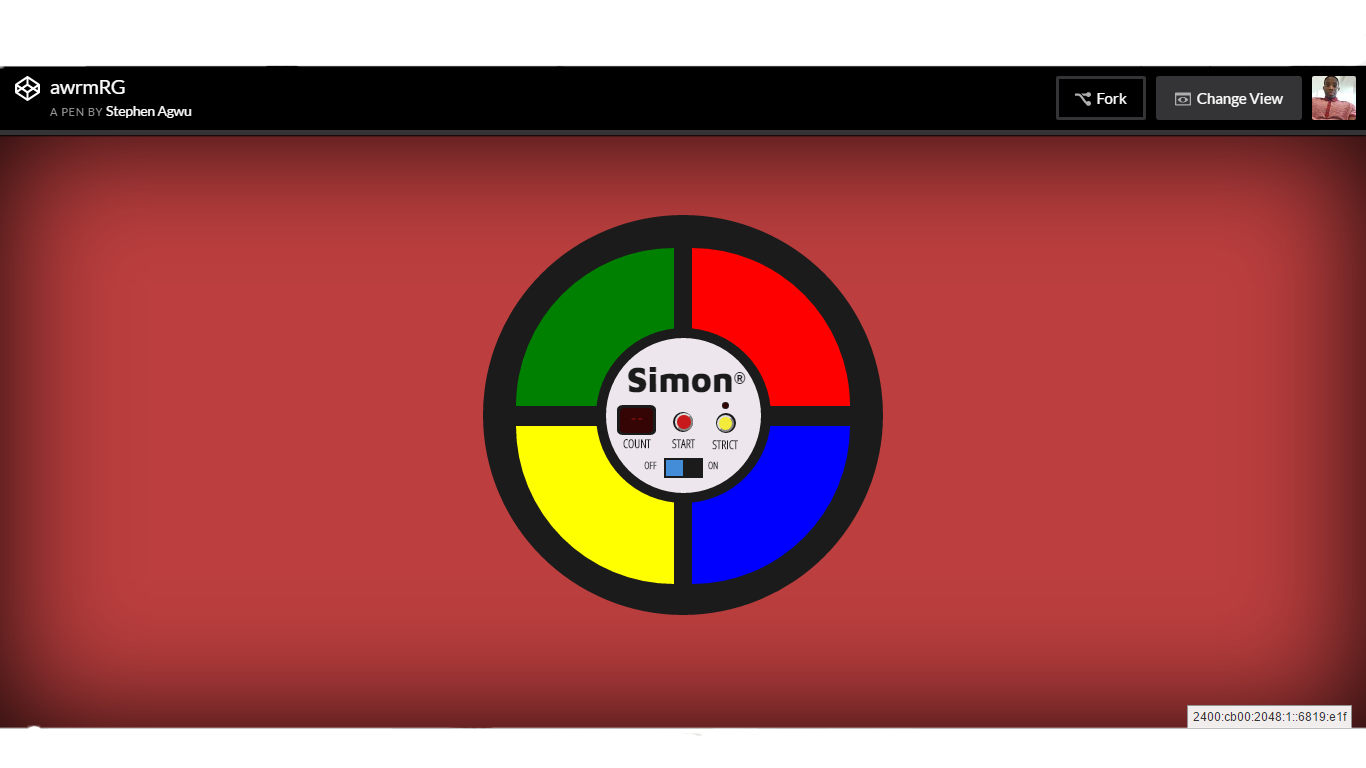 awrmRG
A PEN BY Stephen Agwu
Fork
Change View
Simon®
--
COUNT
START
STRICT
OFF
ON
2400:cb00:2048:1::6819:e1f